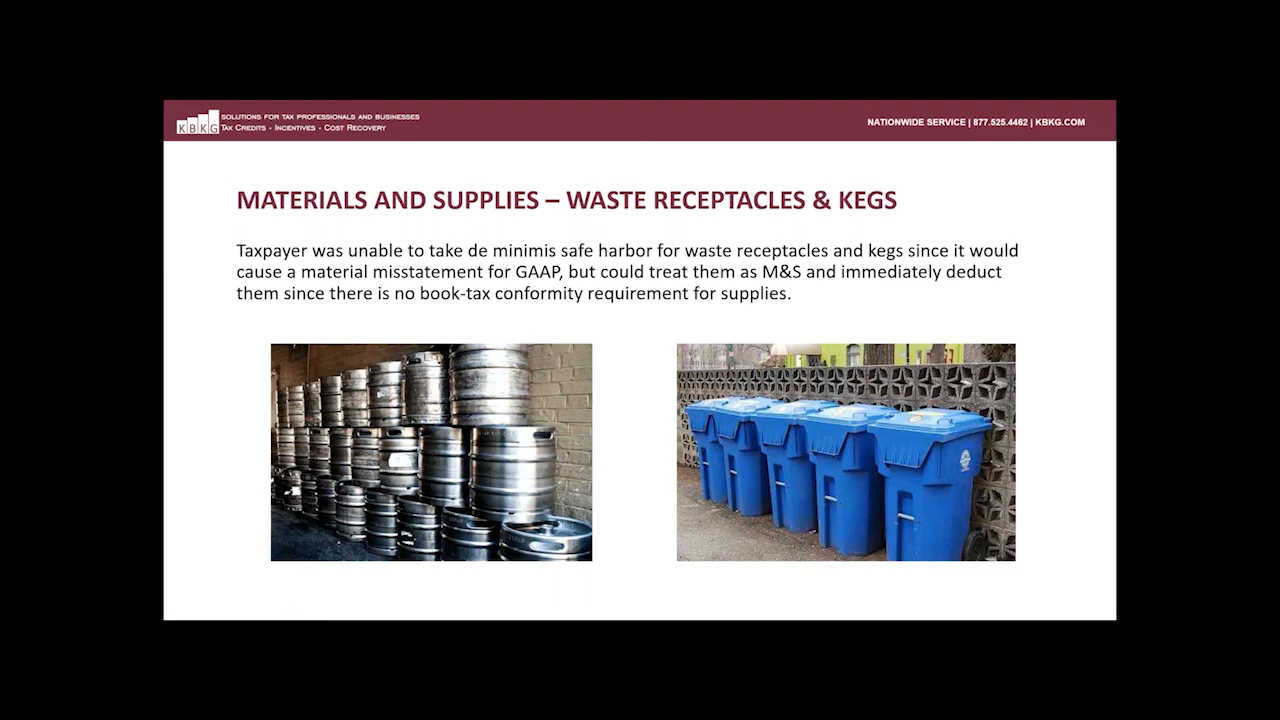 KBKG
SOLUTIONS FOR TAX PROFESSIONALS AND BUSINESSES
TAX CREDITS • INCENTIVES • COST RECOVERY
NATIONWIDE SERVICE | 877.525.4462 | KBKG.COM
MATERIALS AND SUPPLIES – WASTE RECEPTACLES & KEGS
Taxpayer was unable to take de minimis safe harbor for waste receptacles and kegs since it would
cause a material misstatement for GAAP, but could treat them as M&S and immediately deduct
them since there is no book-tax conformity requirement for supplies.